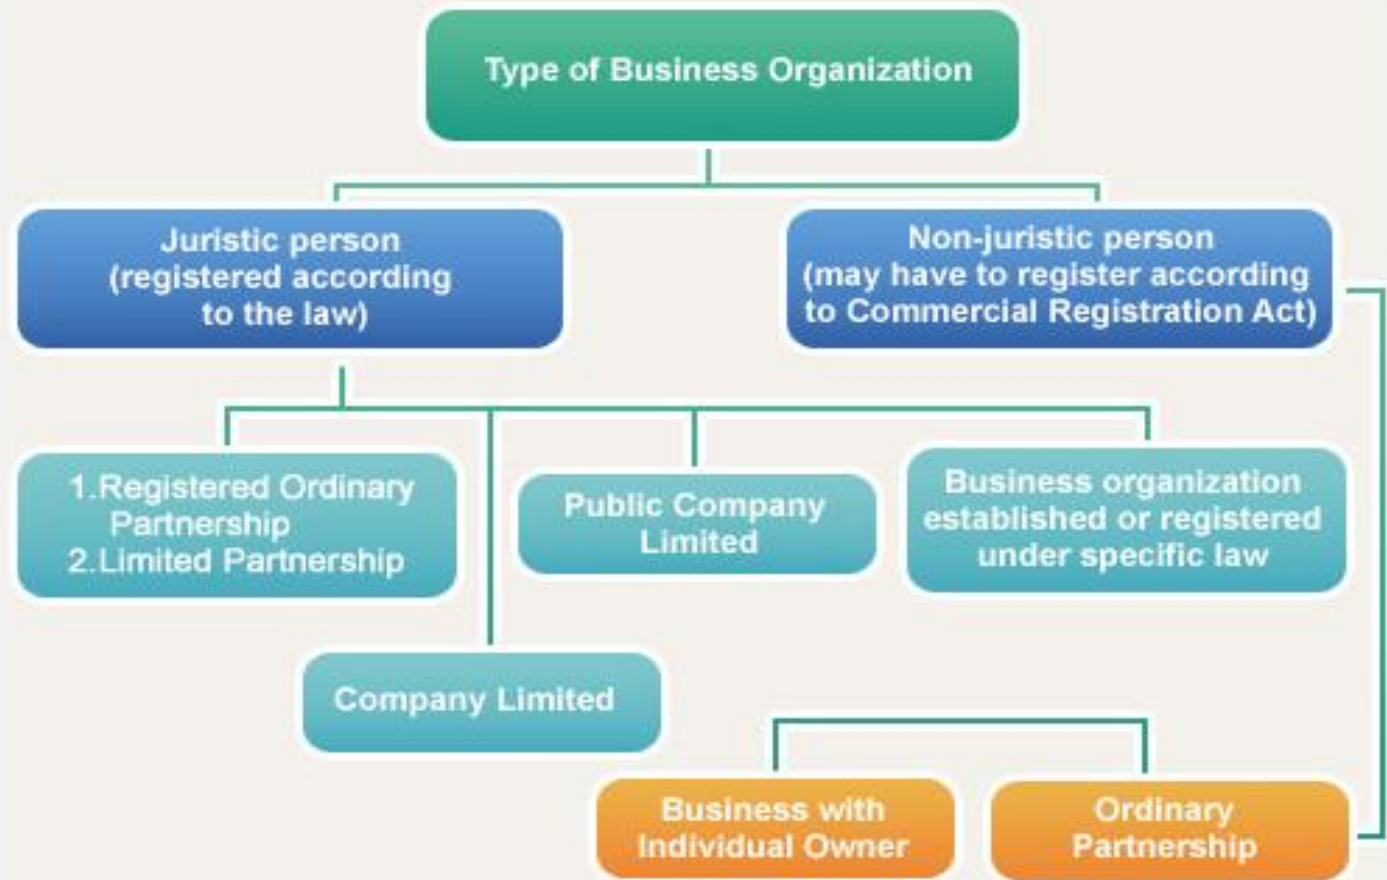 Type of Business Organization
Juristic person
(registered according
to the law)
Non-juristic person
(may have to register according
to Commercial Registration Act)
1.Registered Ordinary
Partnership
2.Limited Partnership
Public Company
Limited
Business organization
established or registered
under specific law
Company Limited
Business with
Individual Owner
Ordinary
Partnership